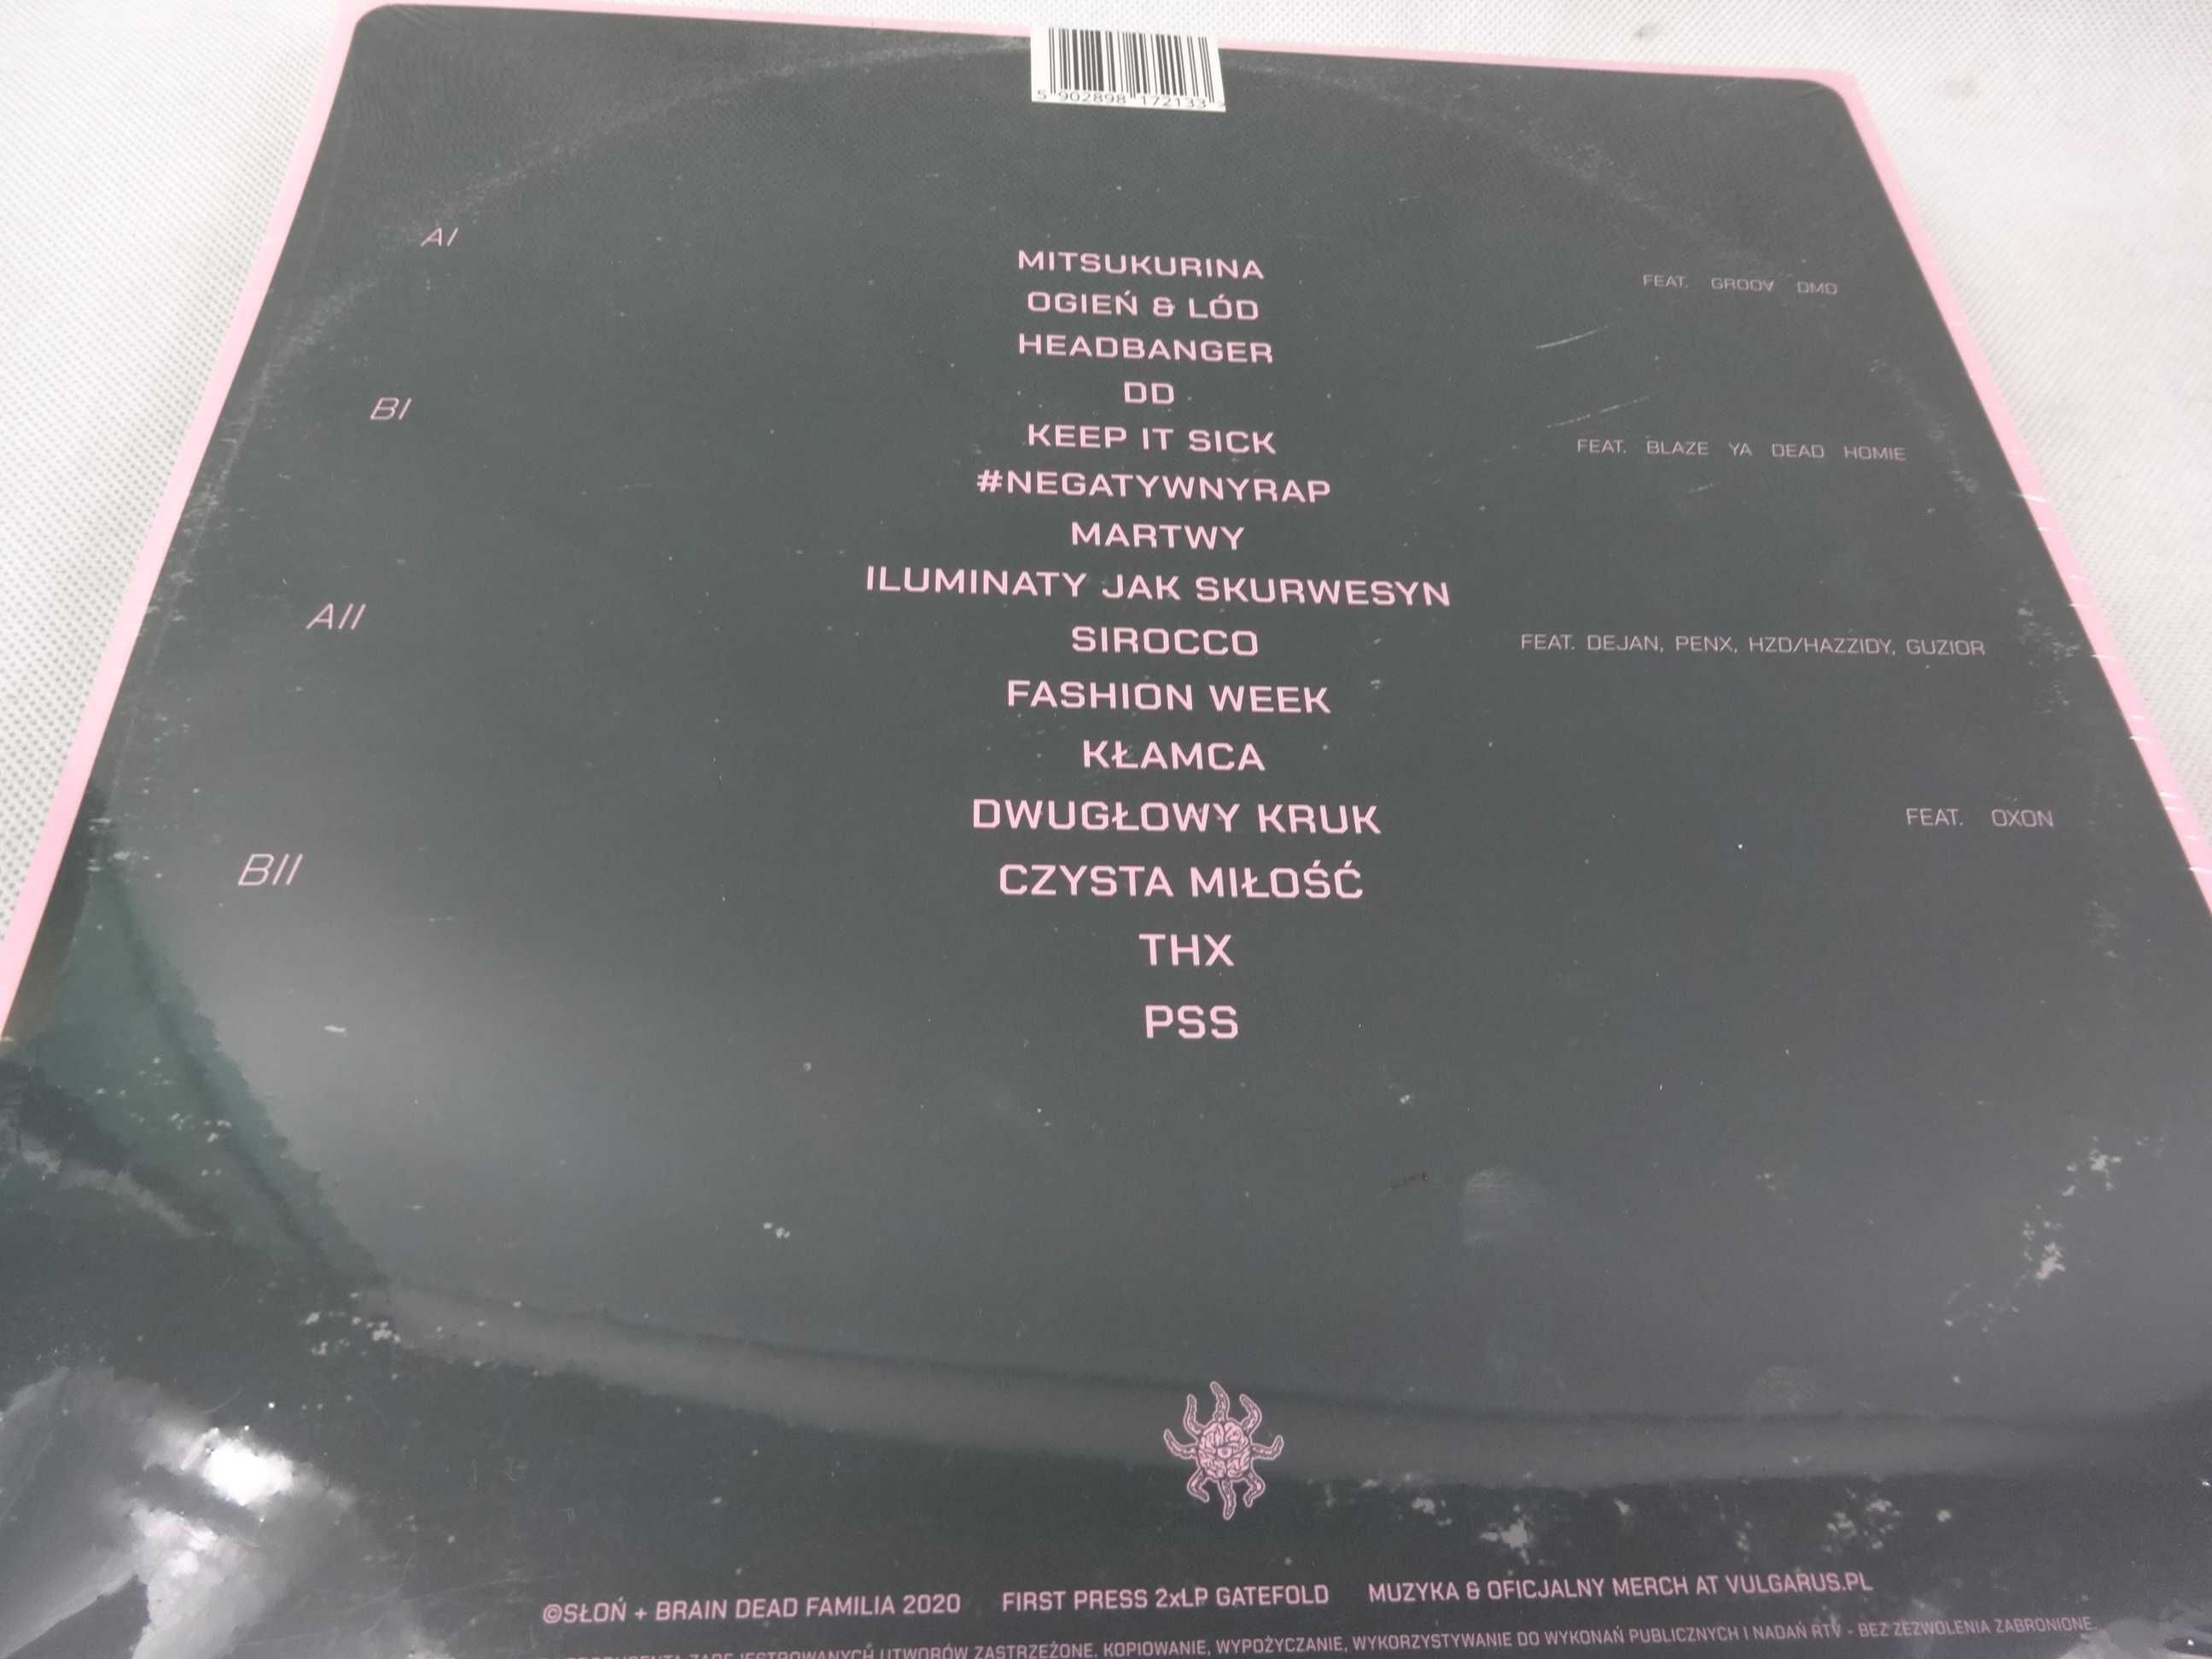 5 902898 172133
AI
MITSUKURINA FEAT. GROOV DMD
OGIEŃ & LÓD
HEADBANGER
DD
BI
KEEP IT SICK FEAT. BLAZE YA DEAD HOMIE
#NEGATYWNYRAP
MARTWY
ILUMINATY JAK SKURWESYN
AII
SIROCCO FEAT. DEJAN, PENX, HZD/HAZZIDY, GUZIOR
FASHION WEEK
KŁAMCA
DWUGŁOWY KRUK FEAT. OXON
BII
CZYSTA MIŁOŚĆ
THX
PSS
©SŁOŃ + BRAIN DEAD FAMILIA 2020 FIRST PRESS 2xLP GATEFOLD MUZYKA & OFICJALNY MERCH AT VULGARUS.PL
UTWORÓW ZASTRZEŻONE. KOPIOWANIE, WYPOŻYCZANIE, WYKORZYSTYWANIE DO WYKONAŃ PUBLICZNYCH I NADAŃ RTV - BEZ ZEZWOLENIA ZABRONIONE.